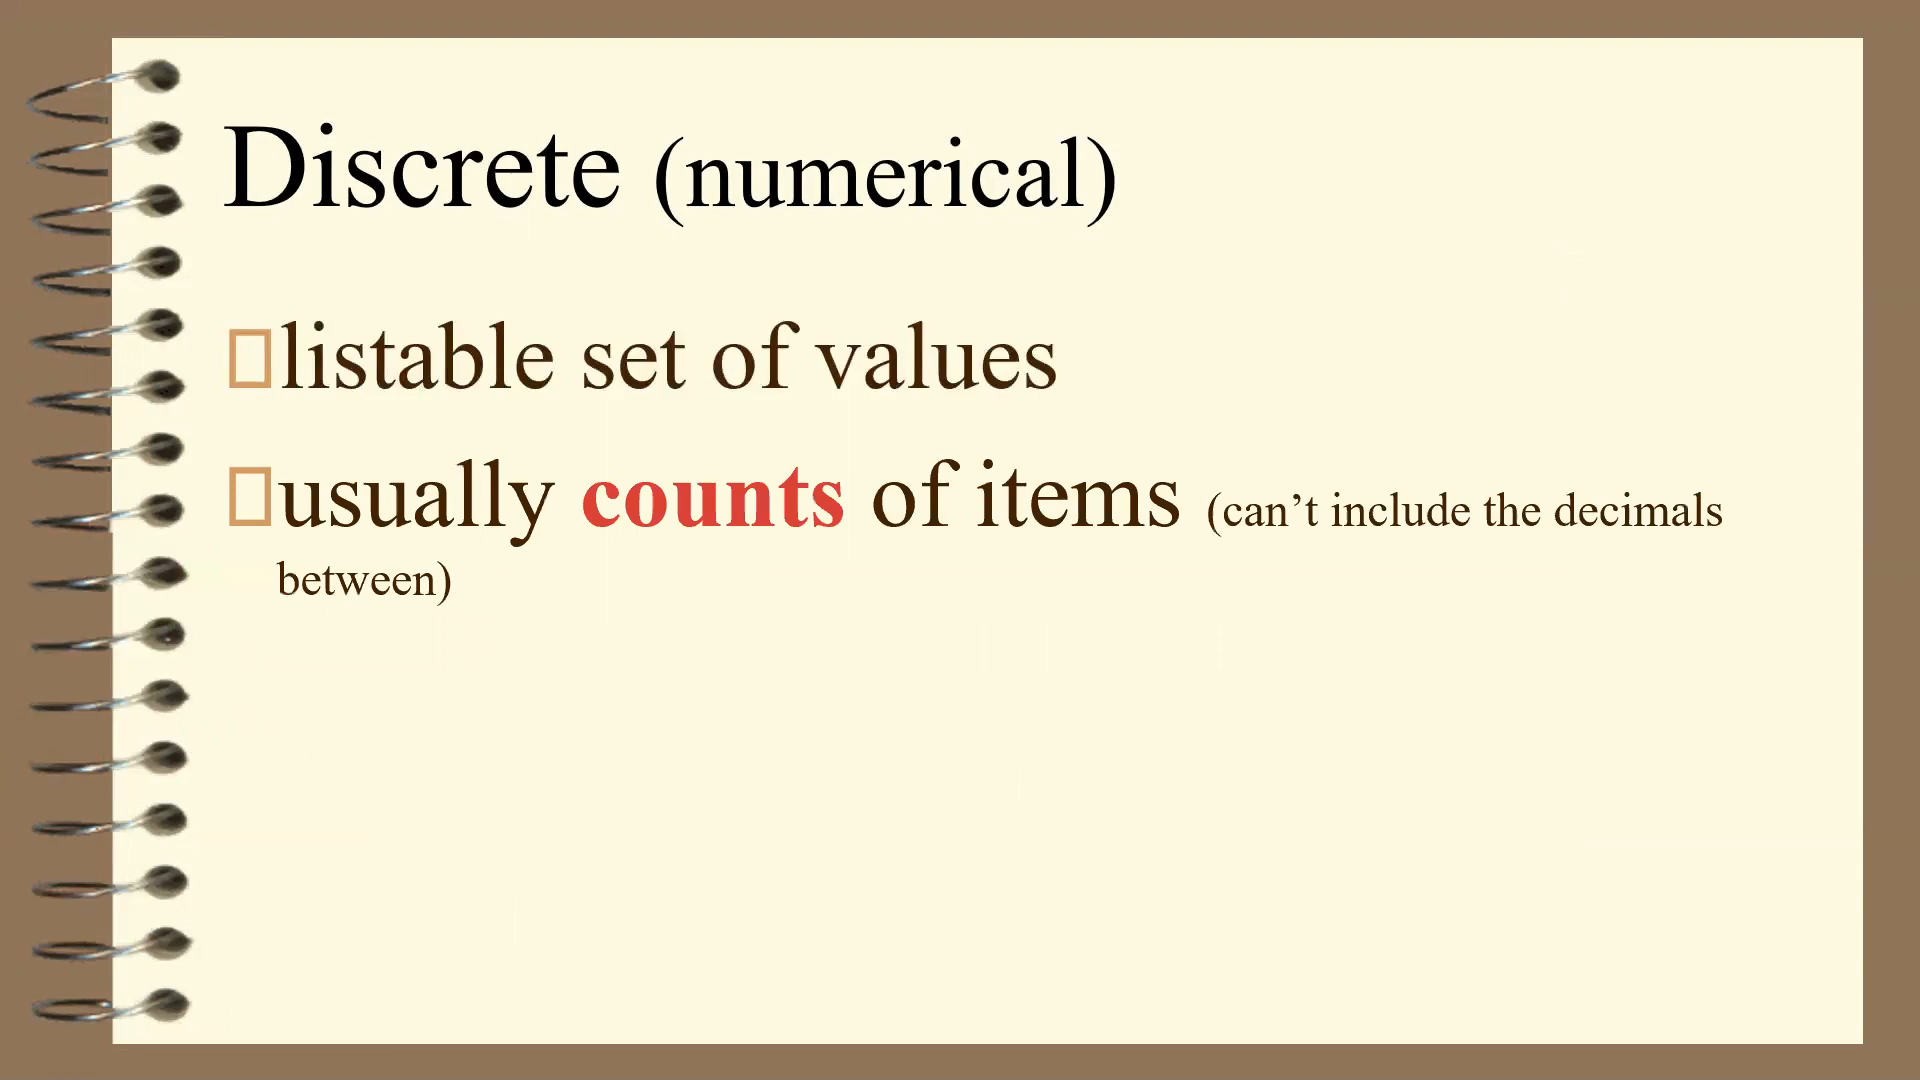 Discrete (numerical)
listable set of values
usually counts of items (can’t include the decimals
between)